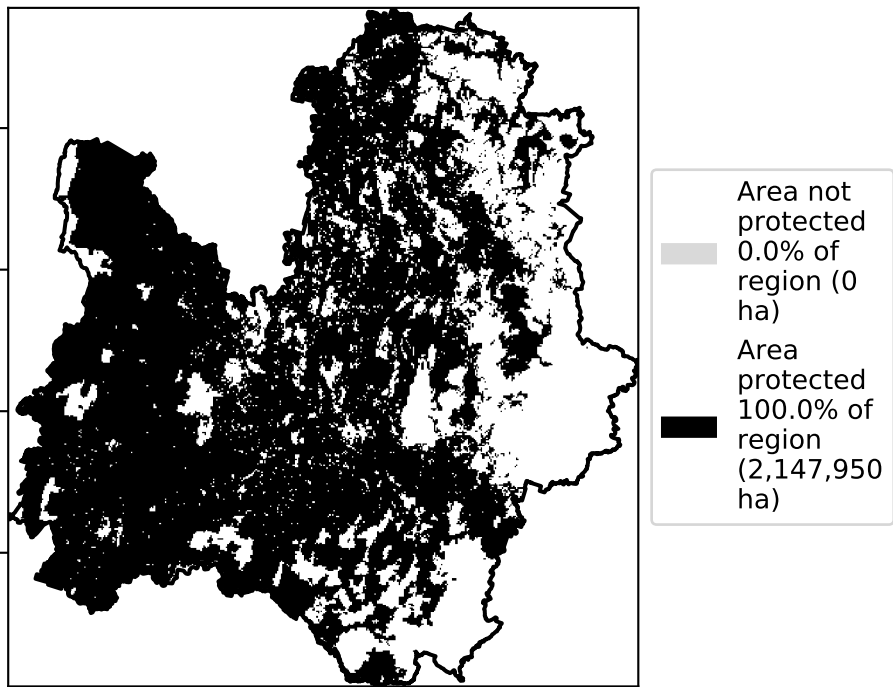 Area not
protected
0.0% of
region (0
ha)
Area
protected
100.0% of
region
(2,147,950
ha)